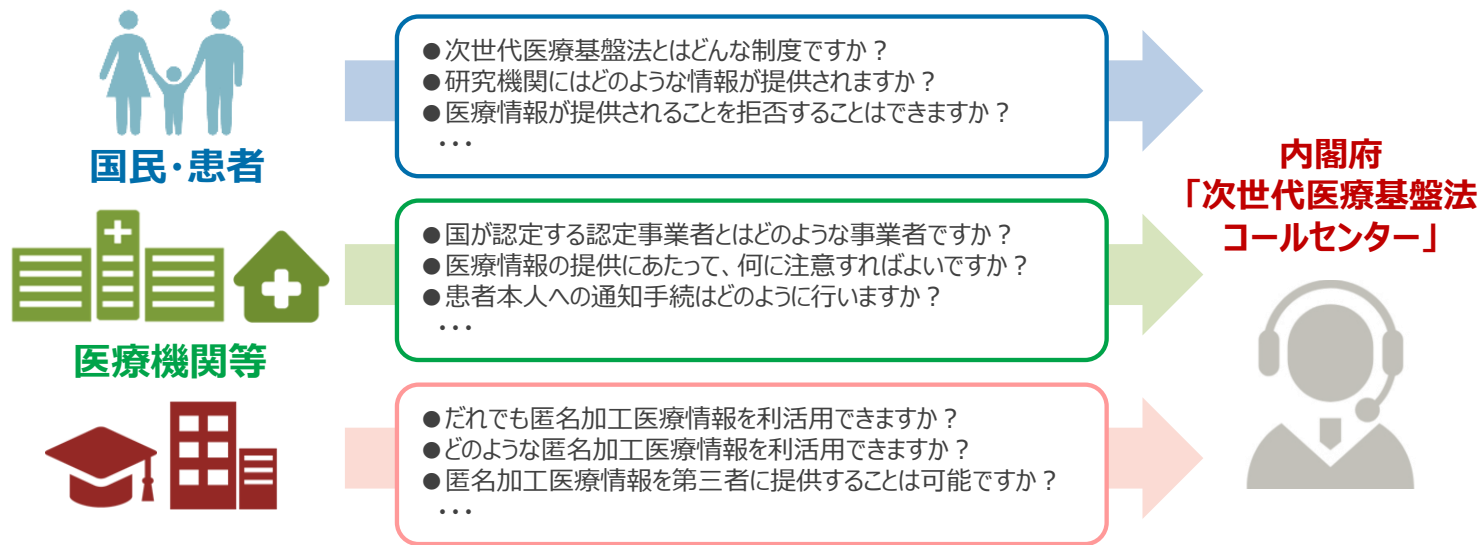 ●次世代医療基盤法とはどんな制度ですか？
●研究機関にはどのような情報が提供されますか？
●医療情報が提供されることを拒否することはできますか？
・・・
国民・患者
内閣府
「次世代医療基盤法
コールセンター」
●国が認定する認定事業者とはどのような事業者ですか？
●医療情報の提供にあたって、何に注意すればよいですか？
●患者本人への通知手続はどのように行いますか？
・・・
医療機関等
●だれでも匿名加工医療情報を利活用できますか？
●どのような匿名加工医療情報を利活用できますか？
●匿名加工医療情報を第三者に提供することは可能ですか？
・・・